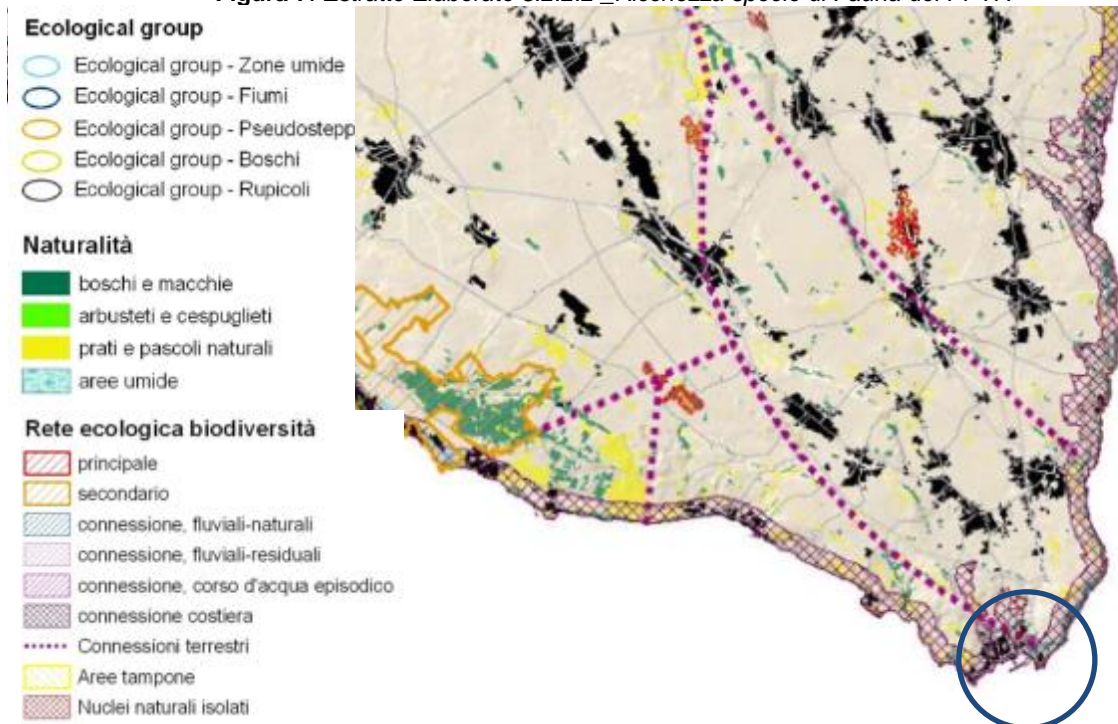 Ecological group
Ecological group - Zone umide
Ecological group - Fiumi
Ecological group - Pseudostepp
Ecological group - Boschi
Ecological group - Rupicoli
Naturalità
boschi e macchie
arbusteti e cespuglieti
prati e pascoli naturali
aree umide
Rete ecologica biodiversità
principale
secondario
connessione, fluviali-naturali
connessione, fluviali-residuali
connessione, corso d'acqua episodico
connessione costiera
Connessioni terrestri
Aree tampone
Nuclei naturali isolati